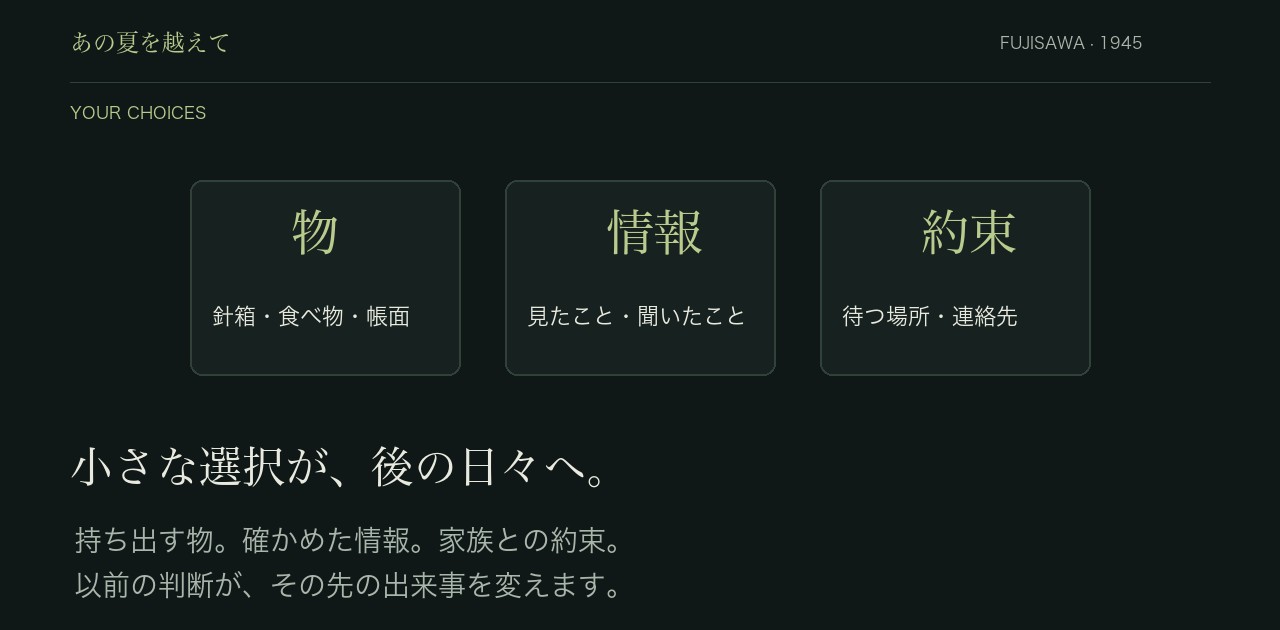 あの夏を越えて
FUJISAWA · 1945
YOUR CHOICES
物
情報
約束
針箱・食べ物・帳面
見たこと・聞いたこと
待つ場所・連絡先
小さな選択が、後の日々へ。
持ち出す物。確かめた情報。家族との約束。
以前の判断が、その先の出来事を変えます。